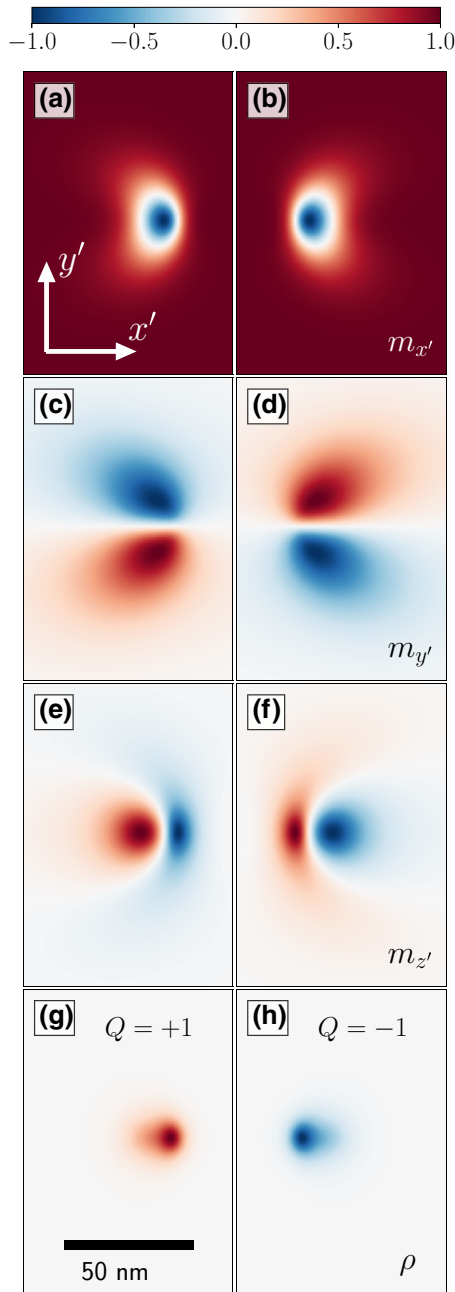 −1.0 −0.5 0.0 0.5 1.0
(a) (b)
y′
x′
m_{x′}
(c) (d)
m_{y′}
(e) (f)
m_{z′}
(g) Q = +1 (h) Q = −1
50 nm
ρ